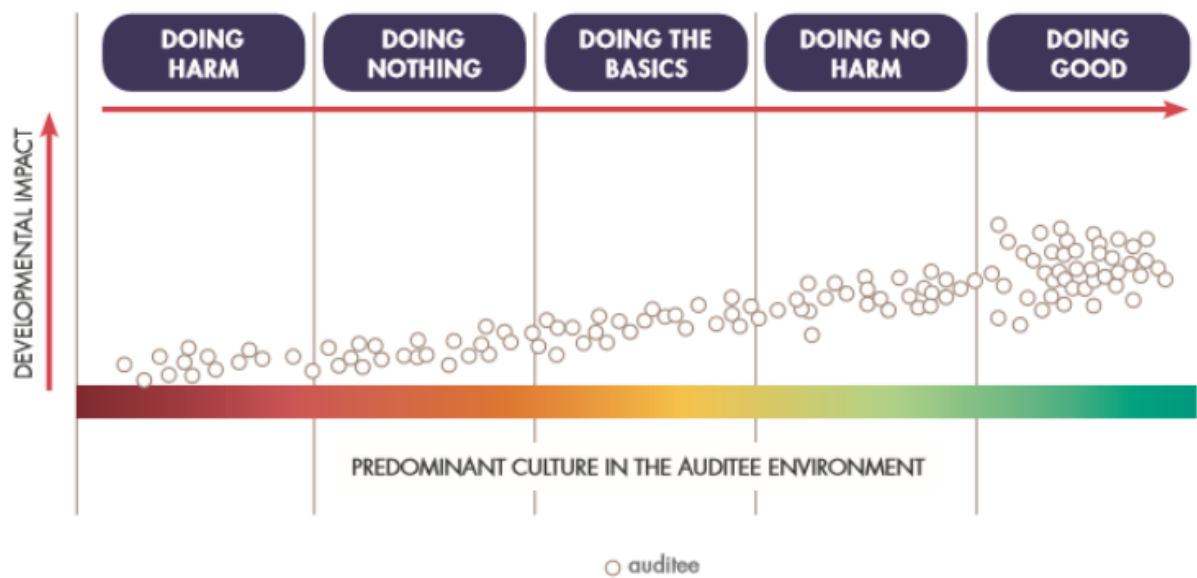 DOING
HARM
DOING
NOTHING
DOING THE
BASICS
DOING NO
HARM
DOING
GOOD
DEVELOPMENTAL IMPACT
PREDOMINANT CULTURE IN THE AUDITEE ENVIRONMENT
auditee